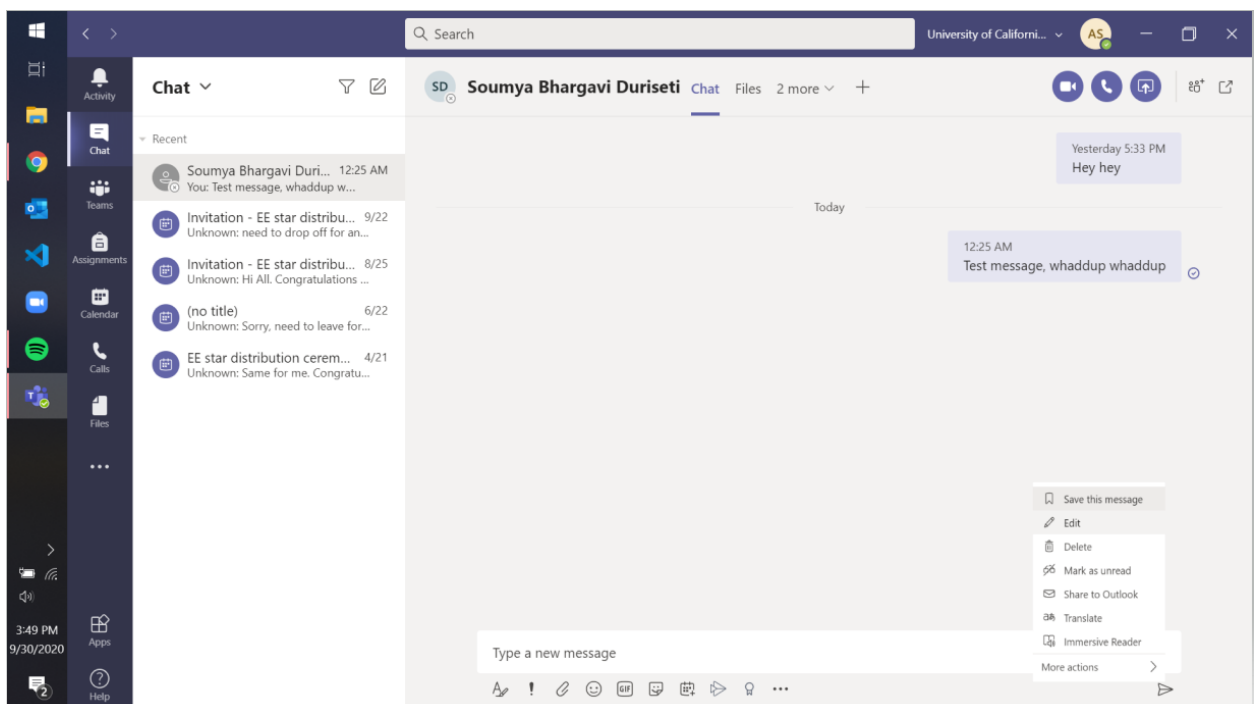 Search
University of Californi...
AS
Activity
Chat
Teams
Assignments
Calendar
Calls
Files
Apps
Help
3:49 PM
9/30/2020
2
Chat
Recent
Soumya Bhargavi Duri... 12:25 AM
You: Test message, whaddup w...
Invitation - EE star distribu... 9/22
Unknown: need to drop off for an...
Invitation - EE star distribu... 8/25
Unknown: Hi All. Congratulations ...
(no title) 6/22
Unknown: Sorry, need to leave for...
EE star distribution cerem... 4/21
Unknown: Same for me. Congratu...
SD Soumya Bhargavi Duriseti Chat Files 2 more
Yesterday 5:33 PM
Hey hey
Today
12:25 AM
Test message, whaddup whaddup
Save this message
Edit
Delete
Mark as unread
Share to Outlook
Translate
Immersive Reader
More actions
Type a new message
GIF